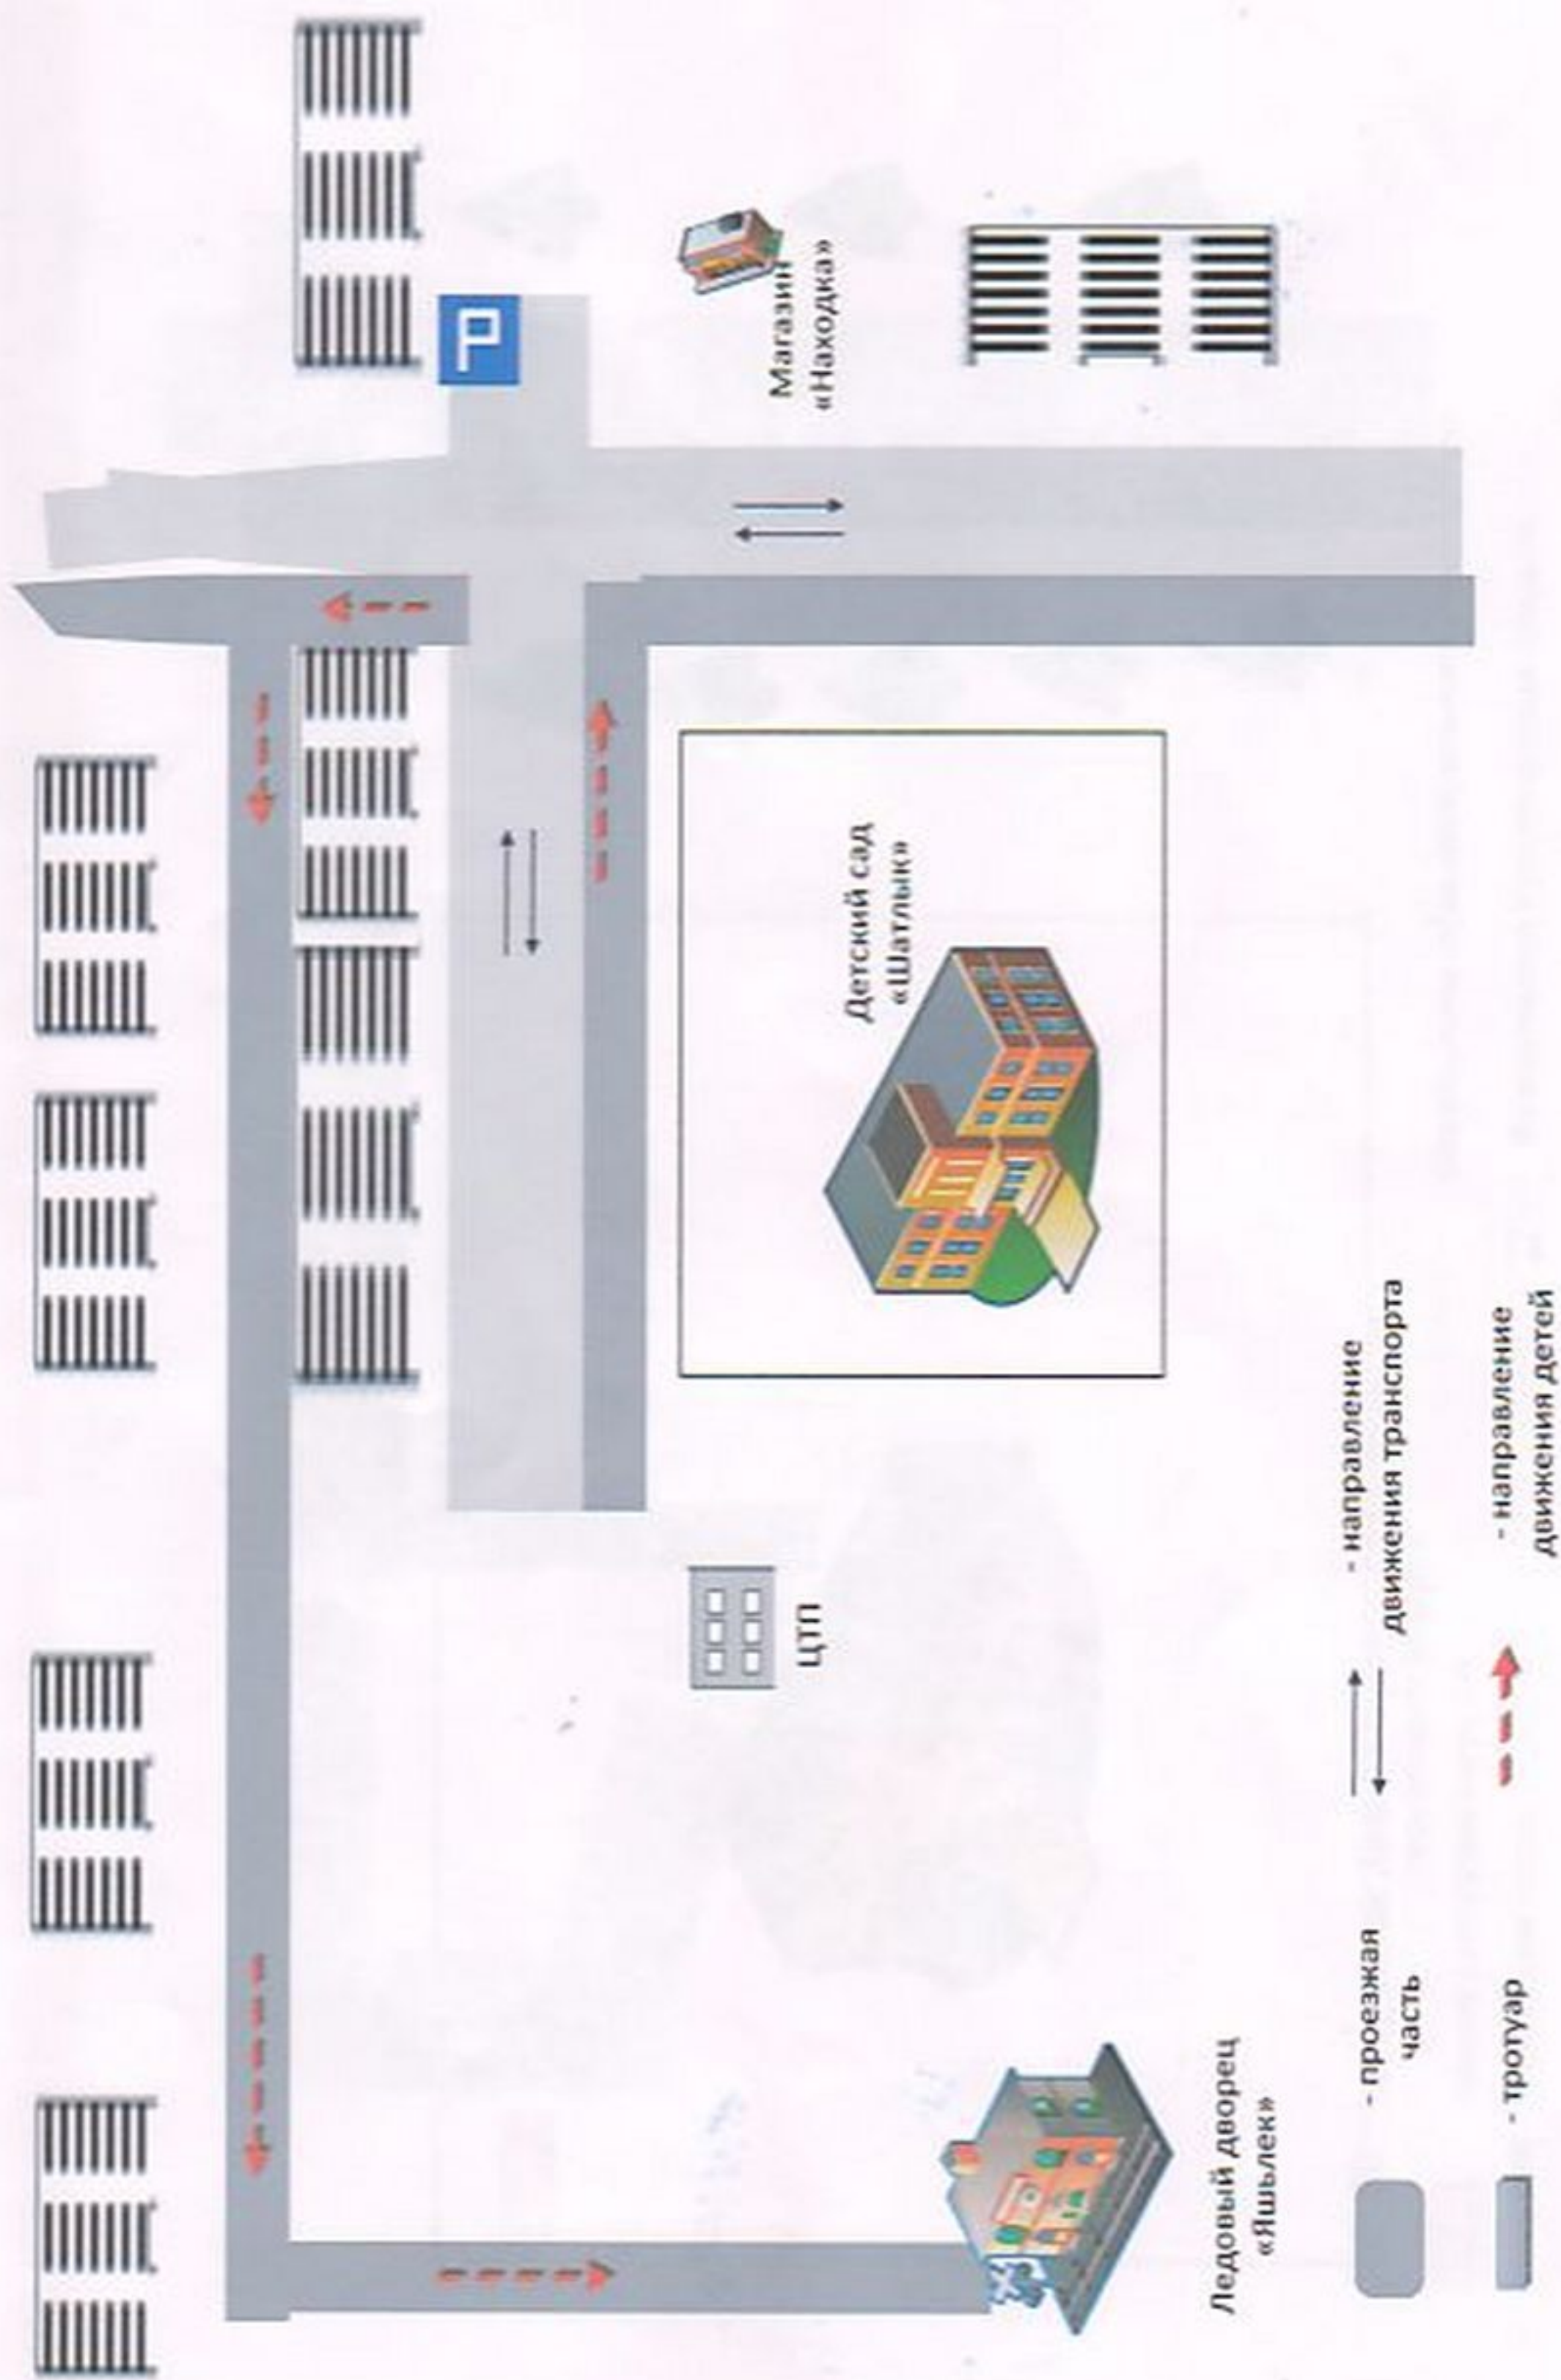 P
Магазин
«Находка»
Детский сад
«Шатлык»
ЦТП
Ледовый дворец
«Яшьлек»
- проезжая
часть
- направление
движения транспорта
- тротуар
- направление
движения детей